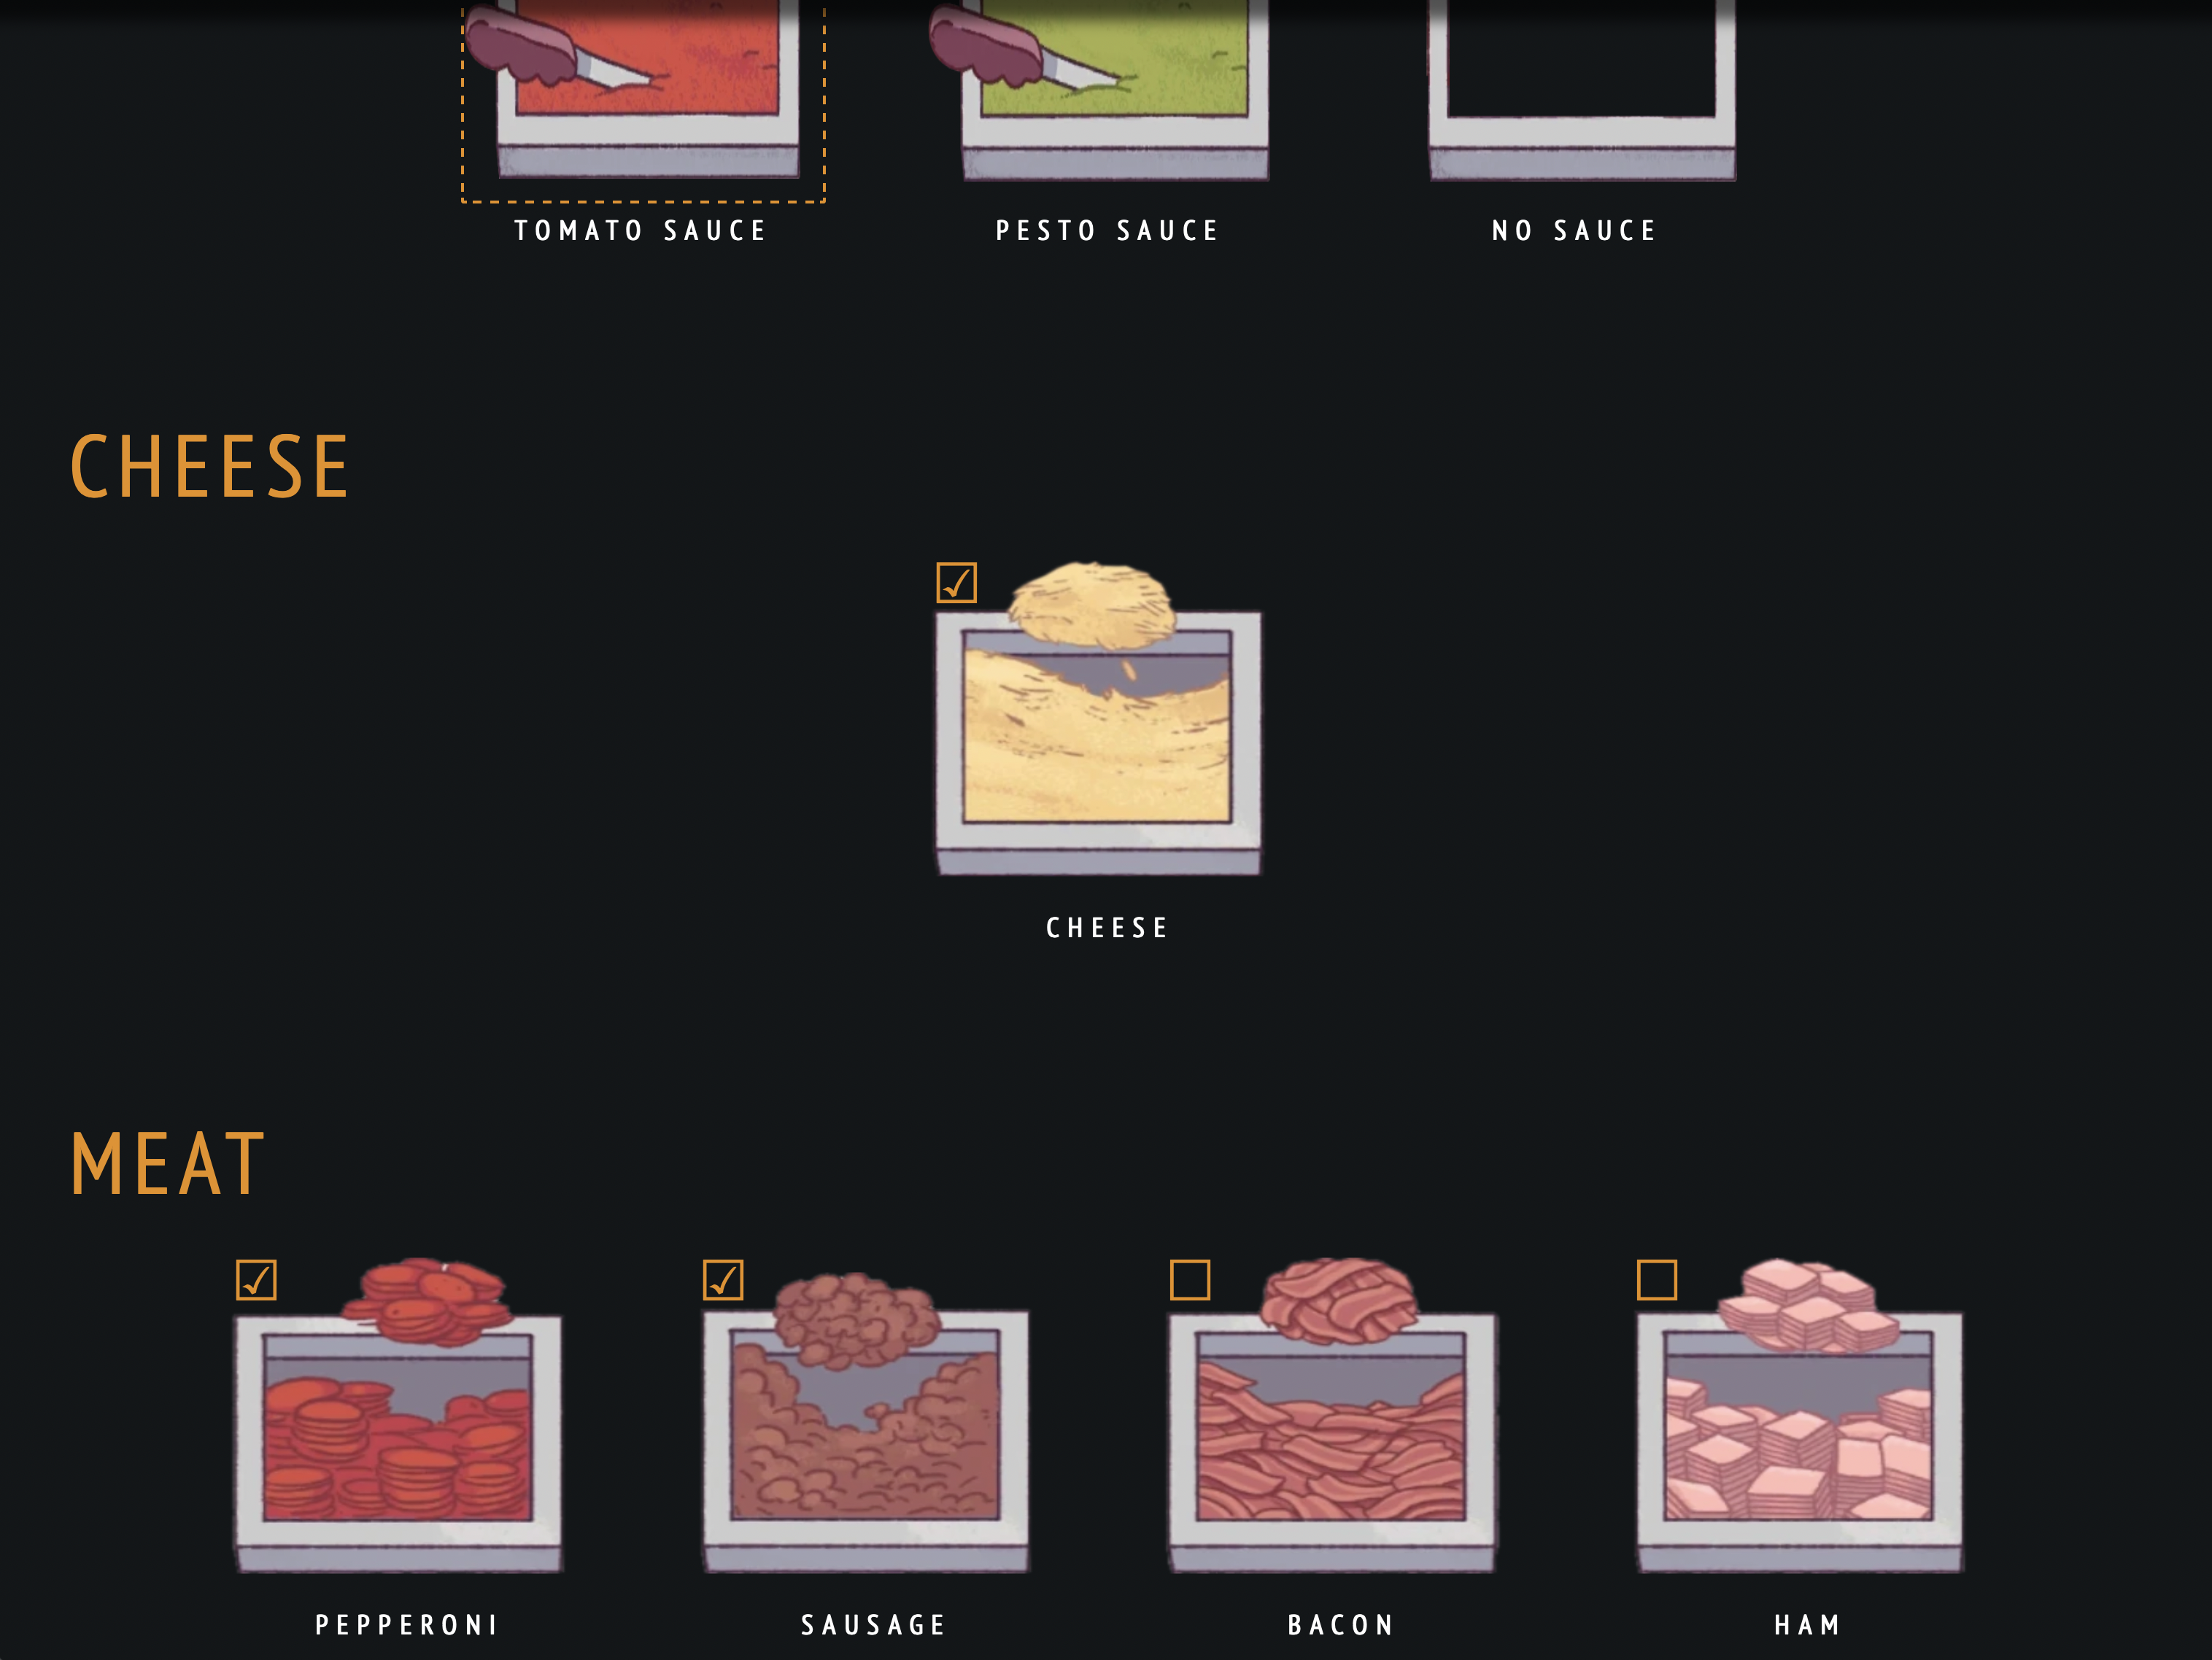 TOMATO SAUCE
PESTO SAUCE
NO SAUCE
CHEESE
CHEESE
MEAT
PEPPERONI
SAUSAGE
BACON
HAM